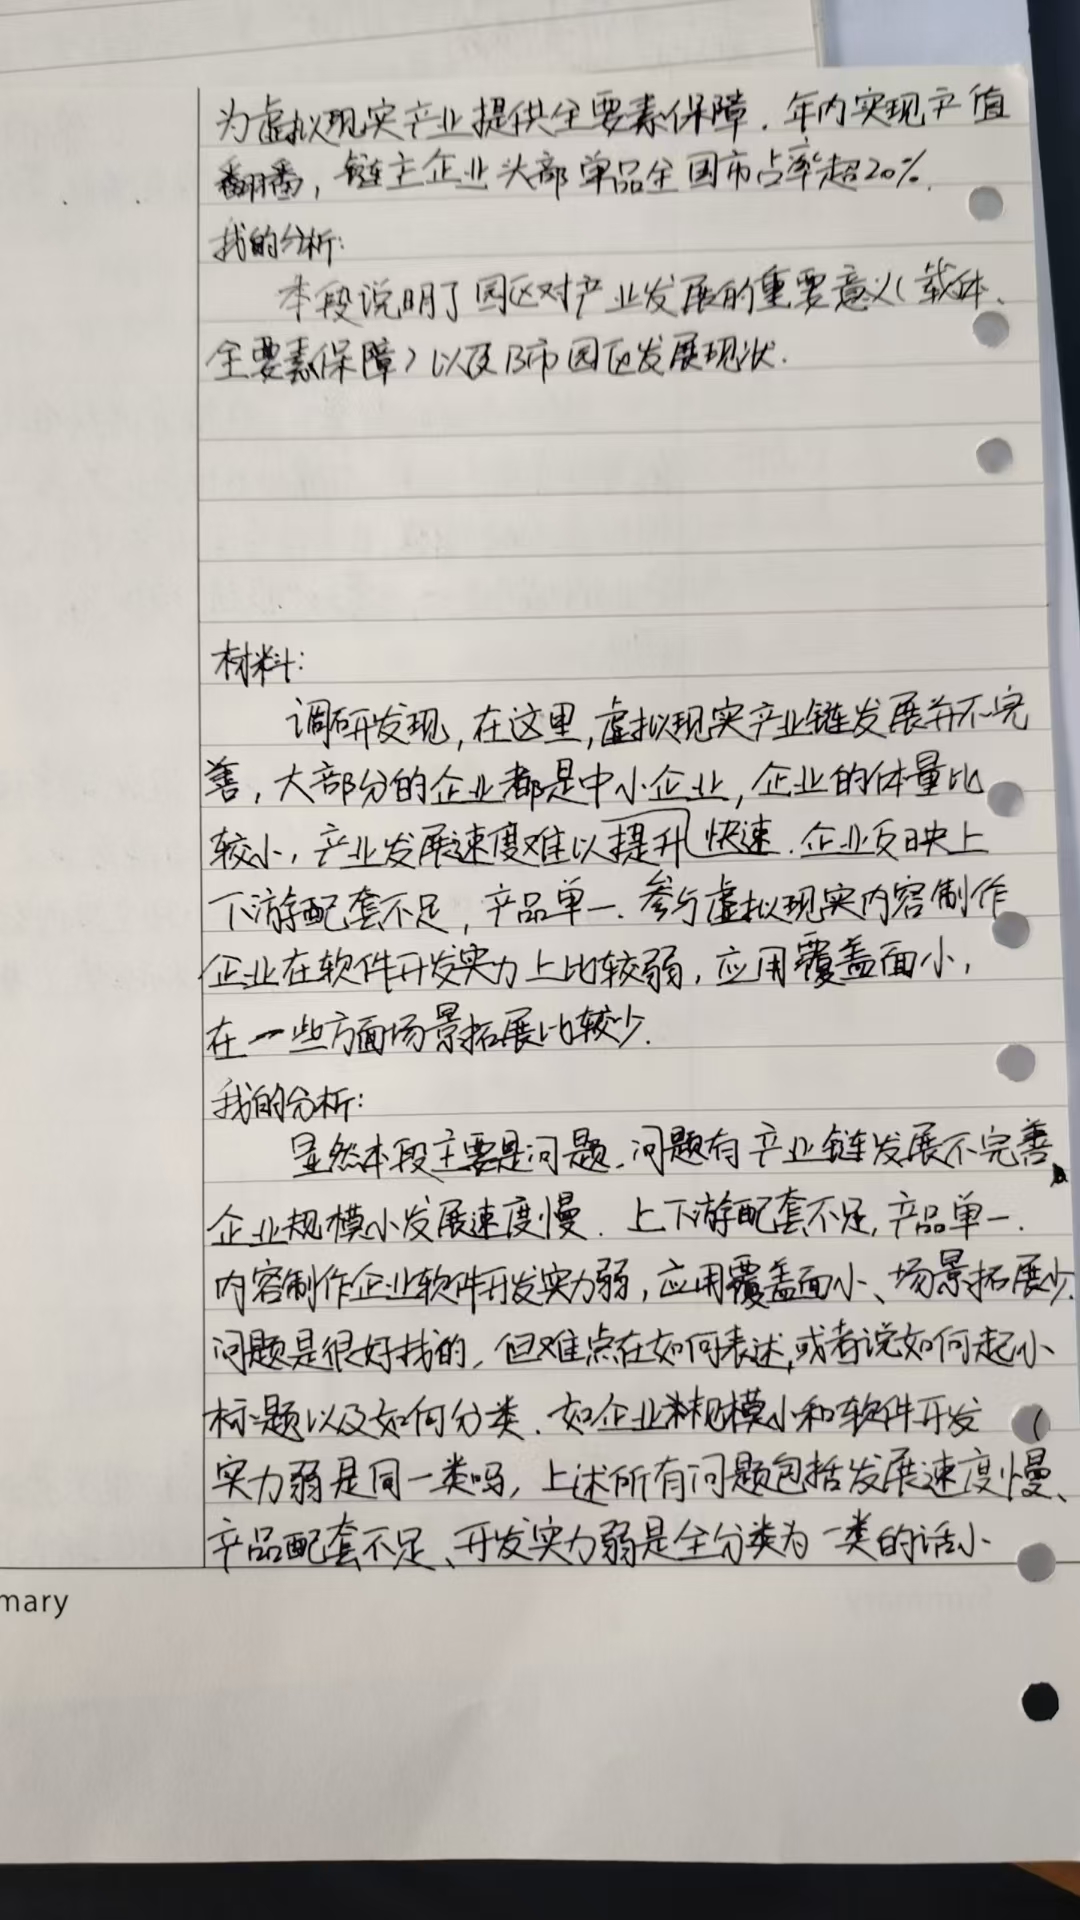 为虚拟现实产业提供全要素保障.年内实现产值
翻番,链主企业头部单品全国市占率超20%.
我的分析:
本段说明了园区对产业发展的重要意义(载体、
全要素保障)以及B市园区发展现状.
材料:
调研发现,在这里,虚拟现实产业链发展并不完
善,大部分的企业都是中小企业,企业的体量比
较小,产业发展速度难以提升快速.企业反映上
下游配套不足,产品单一.参与虚拟现实内容制作
企业在软件开发实力上比较弱,应用覆盖面小,
在一些方面场景拓展比较少.
我的分析:
显然本段主要是问题.问题有产业链发展不完善、
企业规模小发展速度慢.上下游配套不足,产品单一.
内容制作企业软件开发实力弱,应用覆盖面小、场景拓展少.
问题是很好找的,但难点在如何表述,或者说如何起小
标题以及如何分类.如企业规模小和软件开发
实力弱是同一类吗,上述所有问题包括发展速度慢、
产品配套不足、开发实力弱是全分类为一类的话小
mary